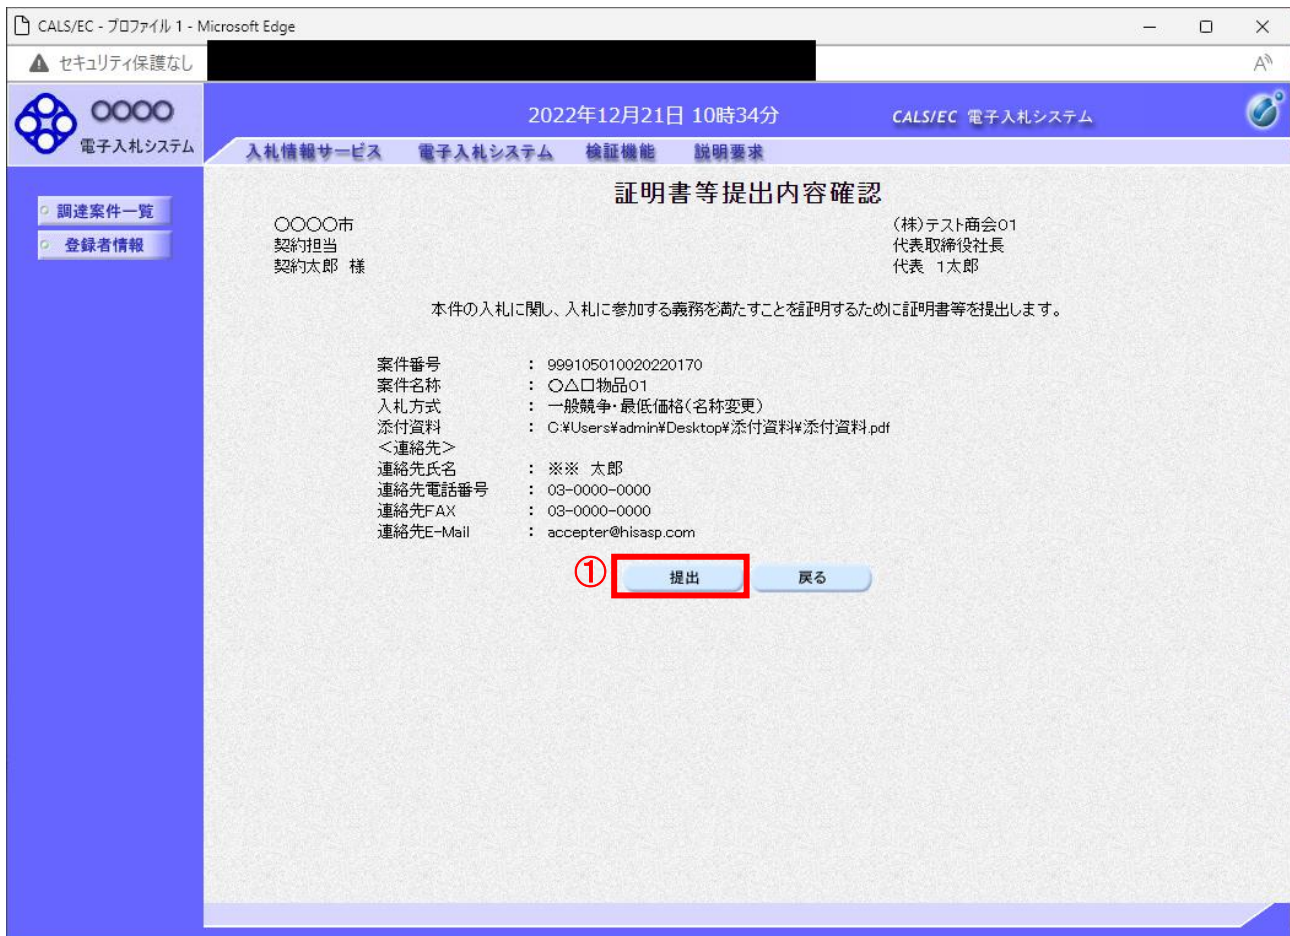 CALS/EC - プロファイル 1 - Microsoft Edge
セキュリティ保護なし
○○○○
電子入札システム
2022年12月21日 10時34分
CALS/EC 電子入札システム
入札情報サービス 電子入札システム 検証機能 説明要求
調達案件一覧
登録者情報
証明書等提出内容確認
○○○○市
契約担当
契約太郎 様
(株)テスト商会01
代表取締役社長
代表 1太郎
本件の入札に関し、入札に参加する義務を満たすことを証明するために証明書等を提出します。
案件番号 : 999105010020220170
案件名称 : ○△□物品01
入札方式 : 一般競争・最低価格(名称変更)
添付資料 : C:¥Users¥admin¥Desktop¥添付資料¥添付資料.pdf
<連絡先>
連絡先氏名 : ※※ 太郎
連絡先電話番号 : 03-0000-0000
連絡先FAX : 03-0000-0000
連絡先E-Mail : accepter@hisasp.com
① 提出 戻る